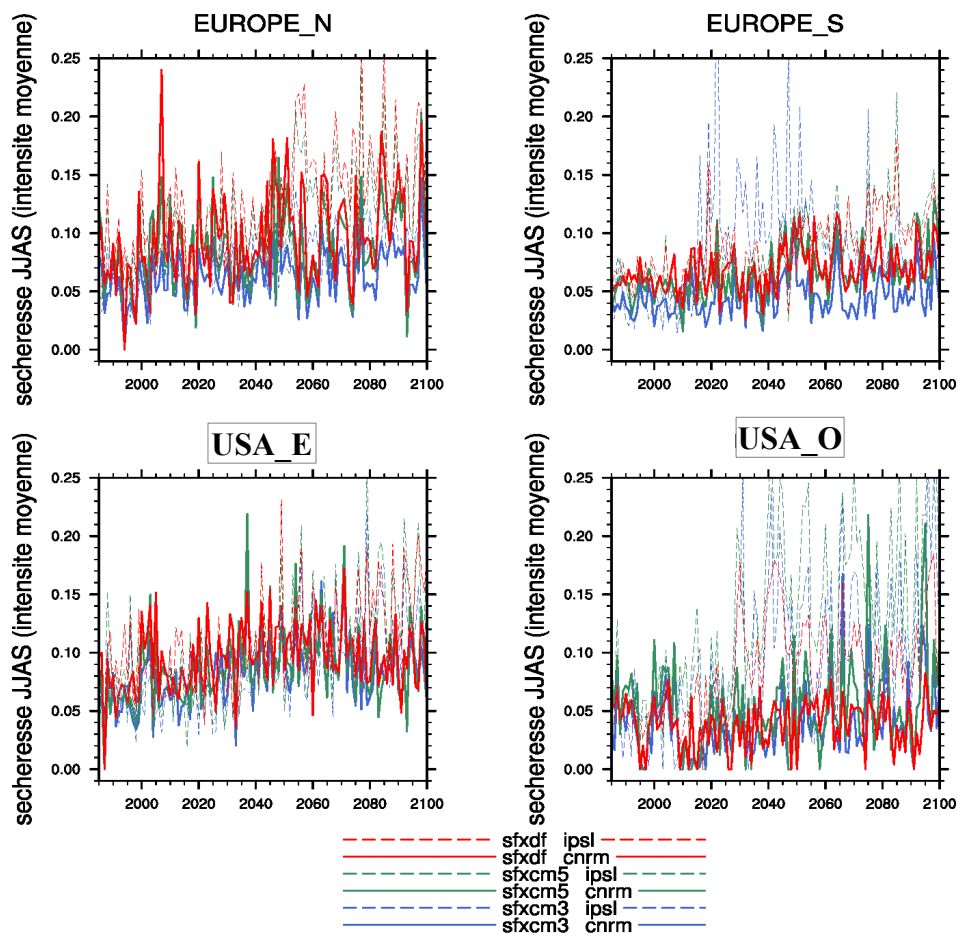 EUROPE_N
secheresse JJAS (intensite moyenne)
0.25
0.20
0.15
0.10
0.05
0.00
2000 2020 2040 2060 2080 2100
EUROPE_S
secheresse JJAS (intensite moyenne)
0.25
0.20
0.15
0.10
0.05
0.00
2000 2020 2040 2060 2080 2100
USA_E
secheresse JJAS (intensite moyenne)
0.25
0.20
0.15
0.10
0.05
0.00
2000 2020 2040 2060 2080 2100
USA_O
secheresse JJAS (intensite moyenne)
0.25
0.20
0.15
0.10
0.05
0.00
2000 2020 2040 2060 2080 2100
sfxdf ipsl
sfxdf cnrm
sfxcm5 ipsl
sfxcm5 cnrm
sfxcm3 ipsl
sfxcm3 cnrm